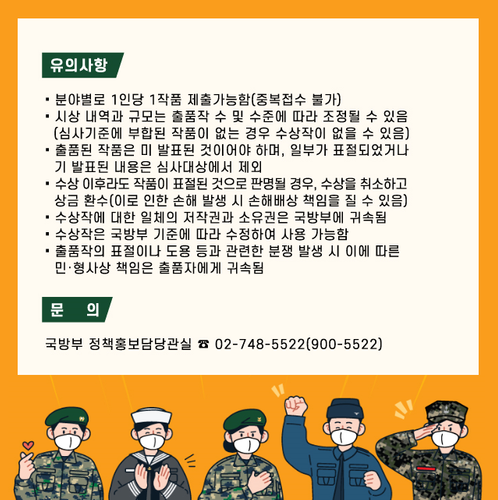 유의사항
• 분야별로 1인당 1작품 제출가능함(중복접수 불가)
• 시상 내역과 규모는 출품작 수 및 수준에 따라 조정될 수 있음
(심사기준에 부합된 작품이 없는 경우 수상작이 없을 수 있음)
• 출품된 작품은 미 발표된 것이어야 하며, 일부가 표절되었거나
기 발표된 내용은 심사대상에서 제외
• 수상 이후라도 작품이 표절된 것으로 판명될 경우, 수상을 취소하고
상금 환수(이로 인한 손해 발생 시 손해배상 책임을 질 수 있음)
• 수상작에 대한 일체의 저작권과 소유권은 국방부에 귀속됨
• 수상작은 국방부 기준에 따라 수정하여 사용 가능함
• 출품작의 표절이나 도용 등과 관련한 분쟁 발생 시 이에 따른
민·형사상 책임은 출품자에게 귀속됨
문 의
국방부 정책홍보담당관실 ☎ 02-748-5522(900-5522)